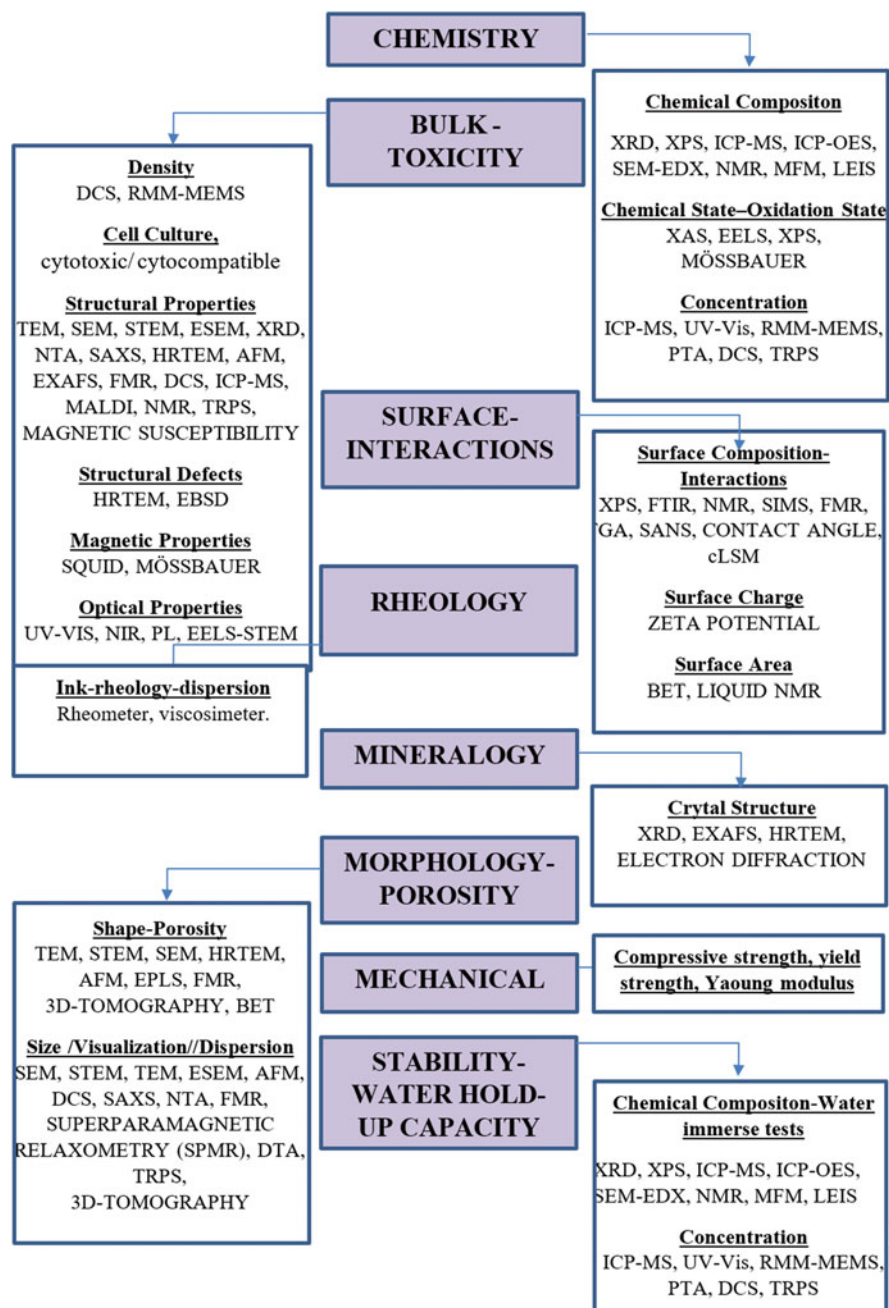 CHEMISTRY
Chemical Compositon
XRD, XPS, ICP-MS, ICP-OES,
SEM-EDX, NMR, MFM, LEIS
Chemical State–Oxidation State
XAS, EELS, XPS,
MÖSSBAUER
Concentration
ICP-MS, UV-Vis, RMM-MEMS,
PTA, DCS, TRPS
BULK -
TOXICITY
Density
DCS, RMM-MEMS
Cell Culture,
cytotoxic/ cytocompatible
Structural Properties
TEM, SEM, STEM, ESEM, XRD,
NTA, SAXS, HRTEM, AFM,
EXAFS, FMR, DCS, ICP-MS,
MALDI, NMR, TRPS,
MAGNETIC SUSCEPTIBILITY
Structural Defects
HRTEM, EBSD
Magnetic Properties
SQUID, MÖSSBAUER
Optical Properties
UV-VIS, NIR, PL, EELS-STEM
SURFACE-
INTERACTIONS
Surface Composition-
Interactions
XPS, FTIR, NMR, SIMS, FMR,
TGA, SANS, CONTACT ANGLE,
cLSM
Surface Charge
ZETA POTENTIAL
Surface Area
BET, LIQUID NMR
RHEOLOGY
Ink-rheology-dispersion
Rheometer, viscosimeter.
MINERALOGY
Crytal Structure
XRD, EXAFS, HRTEM,
ELECTRON DIFFRACTION
MORPHOLOGY-
POROSITY
Shape-Porosity
TEM, STEM, SEM, HRTEM,
AFM, EPLS, FMR,
3D-TOMOGRAPHY, BET
Size /Visualization//Dispersion
SEM, STEM, TEM, ESEM, AFM,
DCS, SAXS, NTA, FMR,
SUPERPARAMAGNETIC
RELAXOMETRY (SPMR), DTA,
TRPS,
3D-TOMOGRAPHY
MECHANICAL
Compressive strength, yield
strength, Yaoung modulus
STABILITY-
WATER HOLD-
UP CAPACITY
Chemical Compositon-Water
immerse tests
XRD, XPS, ICP-MS, ICP-OES,
SEM-EDX, NMR, MFM, LEIS
Concentration
ICP-MS, UV-Vis, RMM-MEMS,
PTA, DCS, TRPS